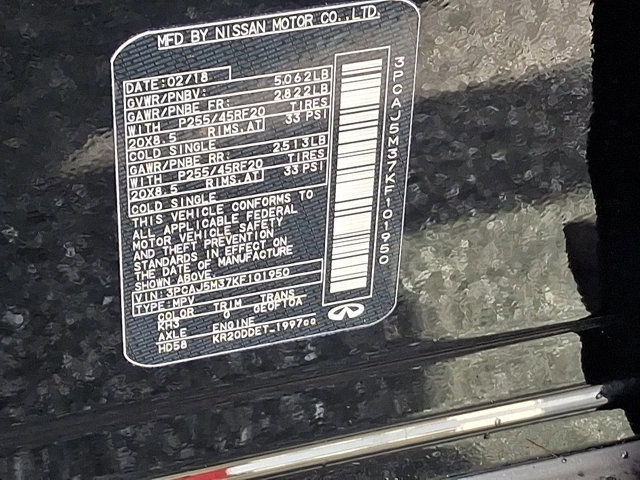 MFD BY NISSAN MOTOR CO.,LTD.
DATE:02/18
GVWR/PNBV: 5,062LB
GAWR/PNBE FR: 2,822LB
WITH P255/45RF20 TIRES
20X8.5 RIMS,AT 33 PSI
COLD SINGLE
GAWR/PNBE RR: 2,513LB
WITH P255/45RF20 TIRES
20X8.5 RIMS,AT 33 PSI
COLD SINGLE
THIS VEHICLE CONFORMS TO
ALL APPLICABLE FEDERAL
MOTOR VEHICLE SAFETY
AND THEFT PREVENTION
STANDARDS IN EFFECT ON
THE DATE OF MANUFACTURE
SHOWN ABOVE.
VIN: 3PCAJ5M37KF101950
TYPE: MPV
COLOR TRIM TRANS
KH3 G GE0F10A
AXLE ENGINE
HD58 KR20DDET_1997cc
3PCAJ5M37KF101950